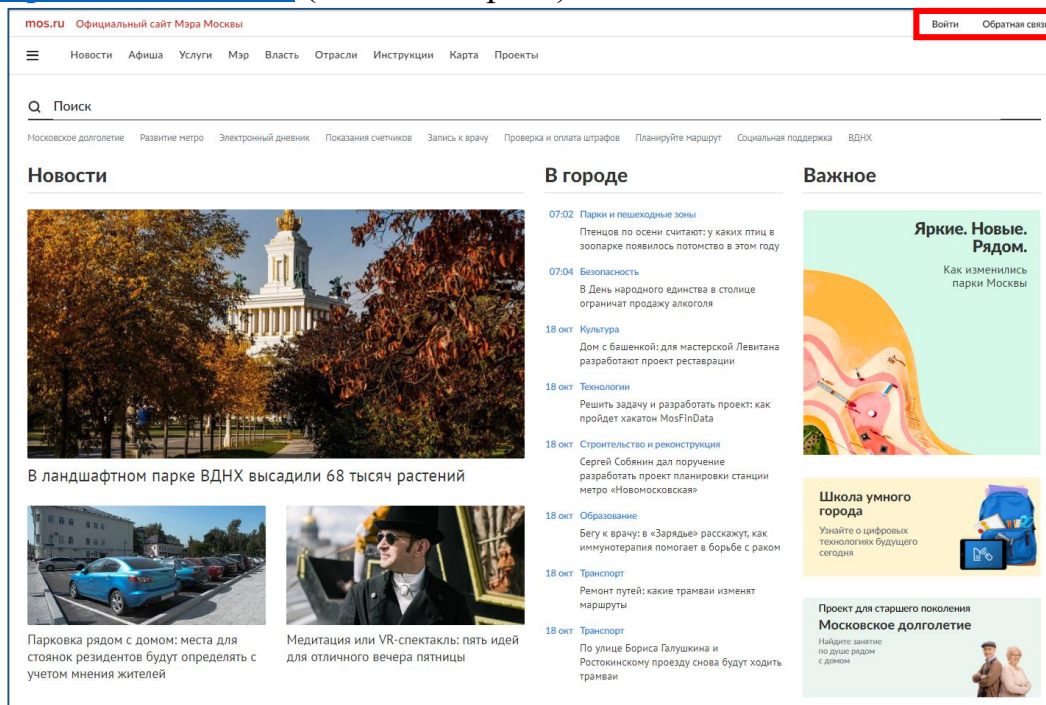 mos.ru Официальный сайт Мэра Москвы
Войти Обратная связь
Новости Афиша Услуги Мэр Власть Отрасли Инструкции Карта Проекты
Поиск
Московское долголетие Развитие метро Электронный дневник Показания счетчиков Запись к врачу Проверка и оплата штрафов Планируйте маршрут Социальная поддержка ВДНХ
Новости
В ландшафтном парке ВДНХ высадили 68 тысяч растений
Парковка рядом с домом: места для
стоянок резидентов будут определять с
учетом мнения жителей
Медитация или VR-спектакль: пять идей
для отличного вечера пятницы
В городе
07:02 Парки и пешеходные зоны
Птенцов по осени считают: у каких птиц в
зоопарке появилось потомство в этом году
07:04 Безопасность
В День народного единства в столице
ограничат продажу алкоголя
18 окт Культура
Дом с башенкой: для мастерской Левитана
разработают проект реставрации
18 окт Технологии
Решить задачу и разработать проект: как
пройдет хакатон MosFinData
18 окт Строительство и реконструкция
Сергей Собянин дал поручение
разработать проект планировки станции
метро «Новомосковская»
18 окт Образование
Бегу к врачу: в «Зарядье» расскажут, как
иммунотерапия помогает в борьбе с раком
18 окт Транспорт
Ремонт путей: какие трамваи изменят
маршруты
18 окт Транспорт
По улице Бориса Галушкина и
Ростокинскому проезду снова будут ходить
трамваи
Важное
Яркие. Новые.
Рядом.
Как изменились
парки Москвы
Школа умного
города
Узнайте о цифровых
технологиях будущего
сегодня
Проект для старшего поколения
Московское долголетие
Найдите занятие
по душе рядом
с домом